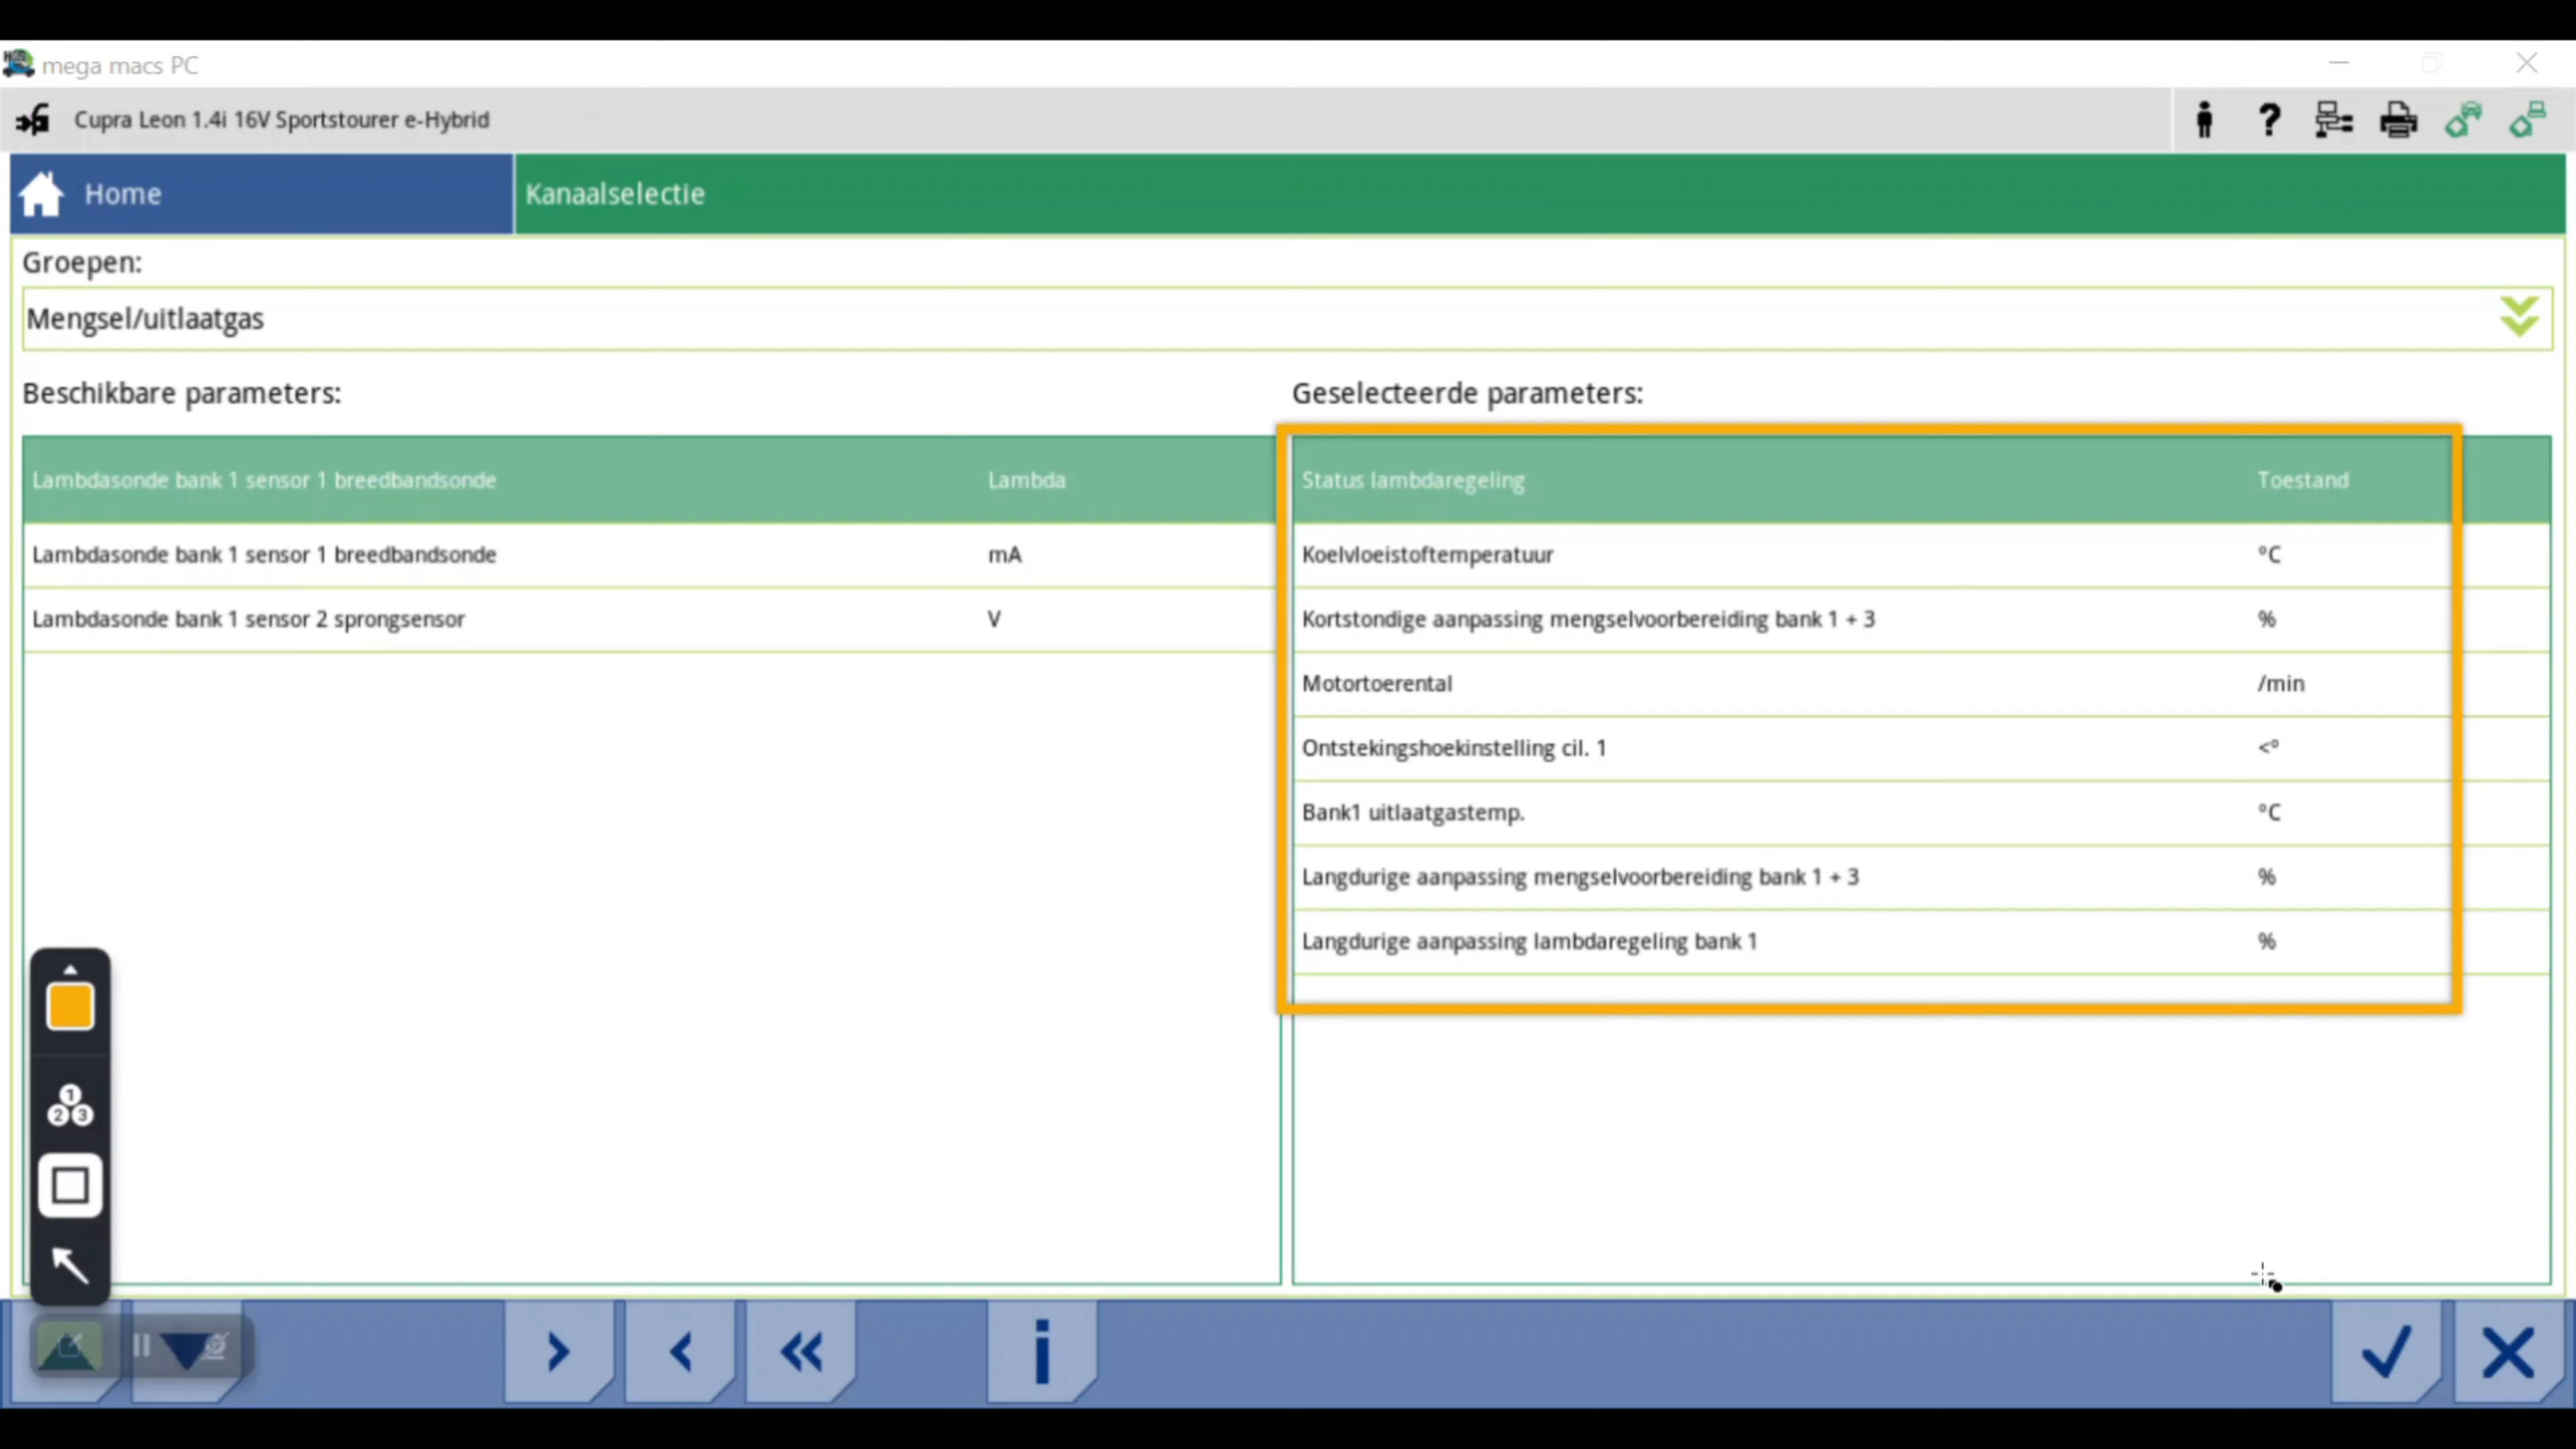 mega macs PC
Cupra Leon 1.4i 16V Sportstourer e-Hybrid
?
Home
Kanaalselectie
Groepen:
Mengsel/uitlaatgas
Beschikbare parameters:
Geselecteerde parameters:
Lambdasonde bank 1 sensor 1 breedbandsonde Lambda
Lambdasonde bank 1 sensor 1 breedbandsonde mA
Lambdasonde bank 1 sensor 2 sprongsensor V
Status lambdaregeling Toestand
Koelvloeistoftemperatuur °C
Kortstondige aanpassing mengselvoorbereiding bank 1 + 3 %
Motortoerental /min
Ontstekingshoekinstelling cil. 1 <°
Bank1 uitlaatgastemp. °C
Langdurige aanpassing mengselvoorbereiding bank 1 + 3 %
Langdurige aanpassing lambdaregeling bank 1 %
1
2 3
i